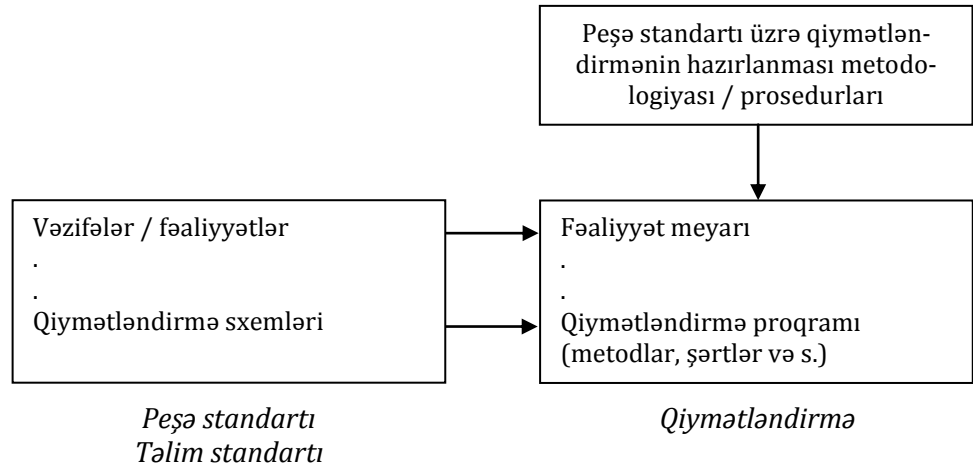 Peşə standartı üzrə qiymətlən-
dirmənin hazırlanması metodo-
logiyası / prosedurları
Vəzifələr / fəaliyyətlər
.
.
Qiymətləndirmə sxemləri
Fəaliyyət meyarı
.
.
Qiymətləndirmə proqramı
(metodlar, şərtlər və s.)
Peşə standartı
Təlim standartı
Qiymətləndirmə